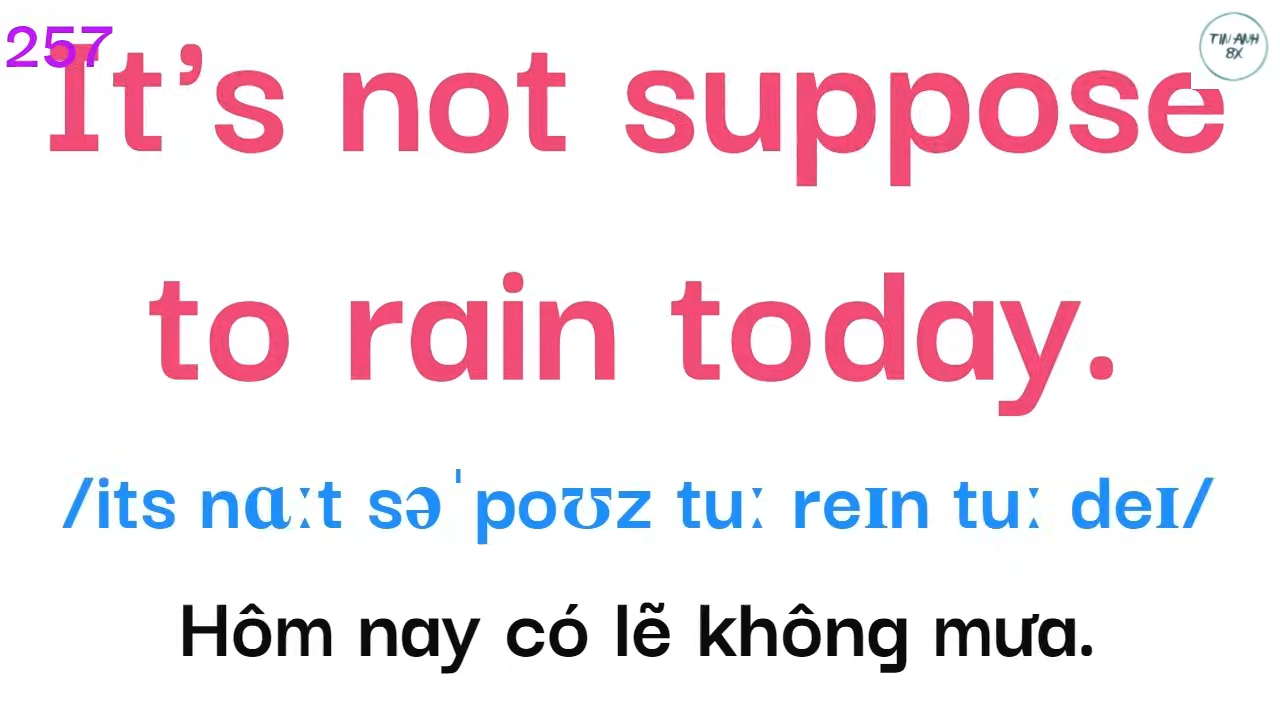 257
TIW ANH
8X
It's not suppose
to rain today.
/its nɑːt səˈpoʊz tuː reɪn tuː deɪ/
Hôm nay có lẽ không mưa.